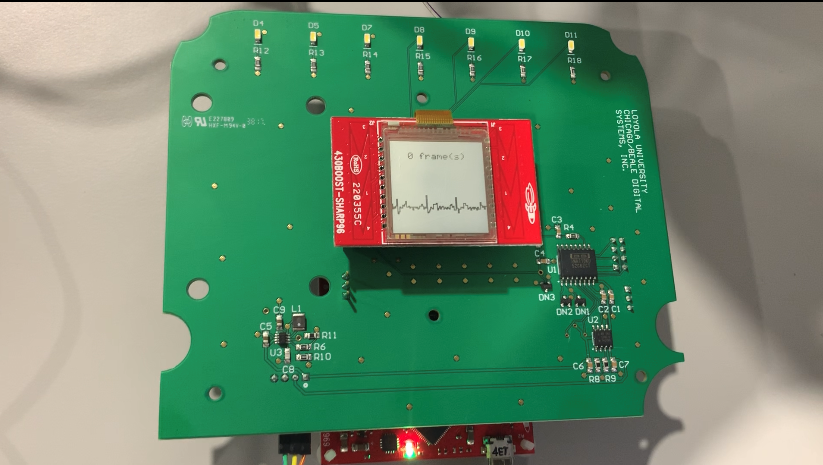 D4 D5 D7 D8 D9 D10 D11
R12 R13 R14 R15 R16 R17 R18
E227809
LOYOLA UNIVERSITY
CHICAGO/BEALE DIGITAL
SYSTEMS, INC.
0 frame(s)
430BOOST-SHARP96
RoHS
220355C
C3
R4
C4
U1
DN3
DN2 DN1
C2 C1
U2
C9
L1
C5
U3
R11
R6
R10
C8
C6
C7
R8 R9
4ET